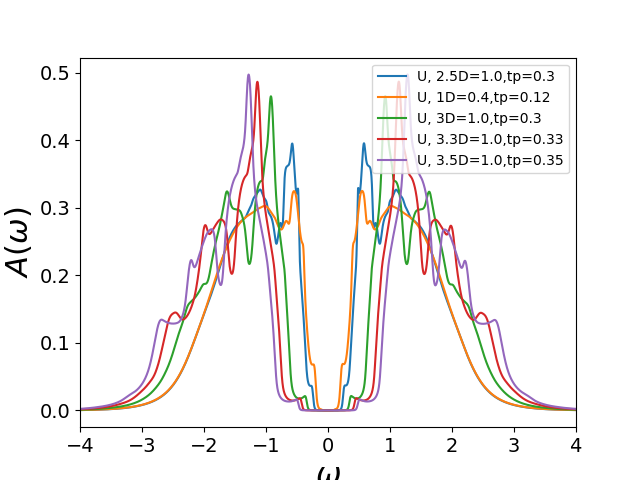 0.5
0.4
0.3
0.2
0.1
0.0
A(ω)
U, 2.5D=1.0,tp=0.3
U, 1D=0.4,tp=0.12
U, 3D=1.0,tp=0.3
U, 3.3D=1.0,tp=0.33
U, 3.5D=1.0,tp=0.35
−4 −3 −2 −1 0 1 2 3 4
ω